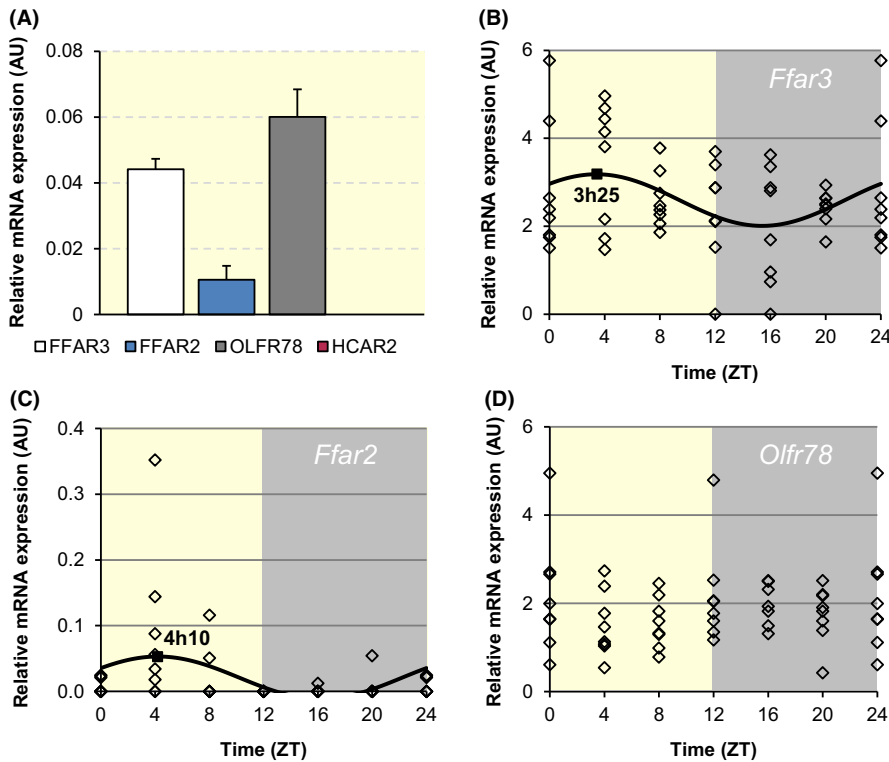 (A)
Relative mRNA expression (AU)
0.08
0.06
0.04
0.02
0
FFAR3 FFAR2 OLFR78 HCAR2
(B)
Relative mRNA expression (AU)
6
4
2
0
Ffar3
3h25
0 4 8 12 16 20 24
Time (ZT)
(C)
Relative mRNA expression (AU)
0.4
0.3
0.2
0.1
0.0
Ffar2
4h10
0 4 8 12 16 20 24
Time (ZT)
(D)
Relative mRNA expression (AU)
6
4
2
0
Olfr78
0 4 8 12 16 20 24
Time (ZT)